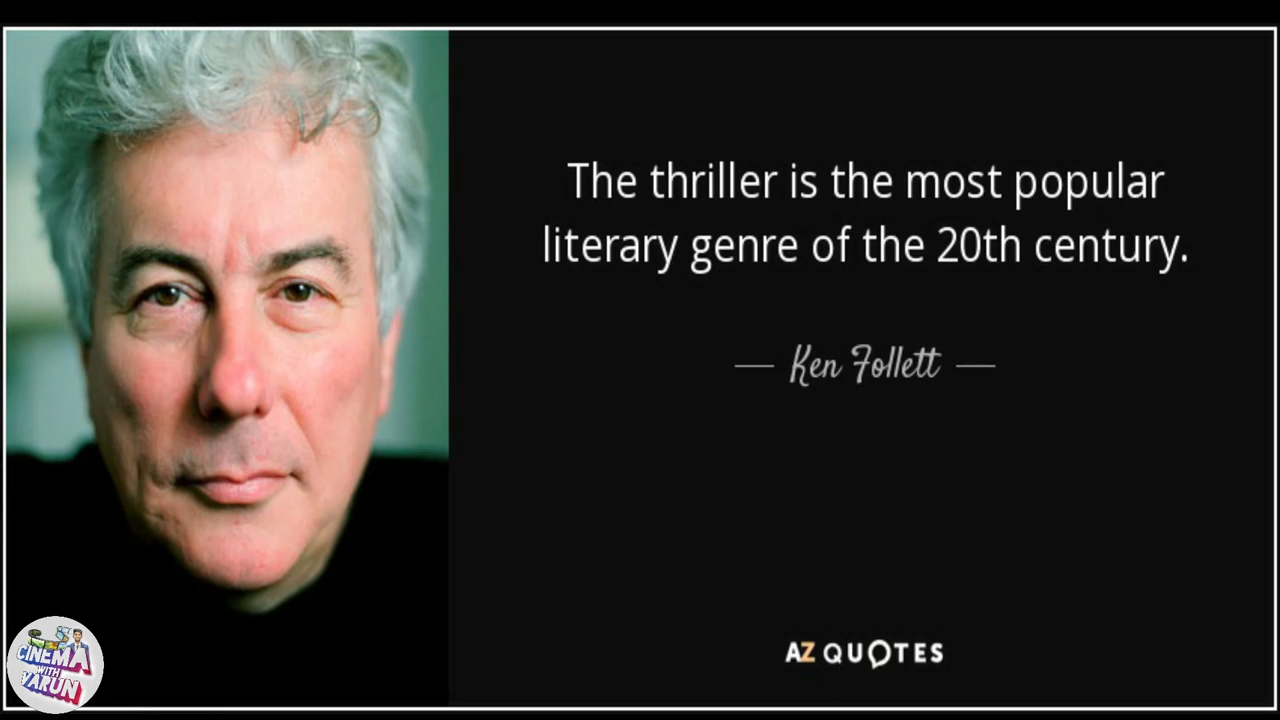 The thriller is the most popular
literary genre of the 20th century.
— Ken Follett —
AZ QUOTES
CINEMA
WITH
VARUN